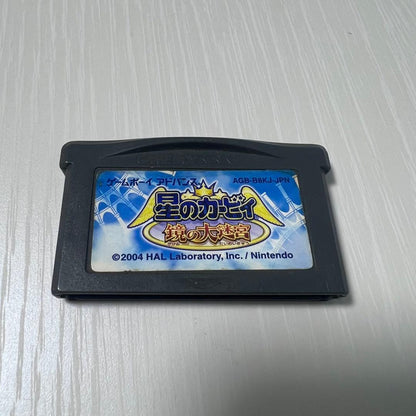 ゲームボーイ アドバンス AGB-B8KJ-JPN
星のカービィ
鏡の大迷宮
©2004 HAL Laboratory, Inc. / Nintendo